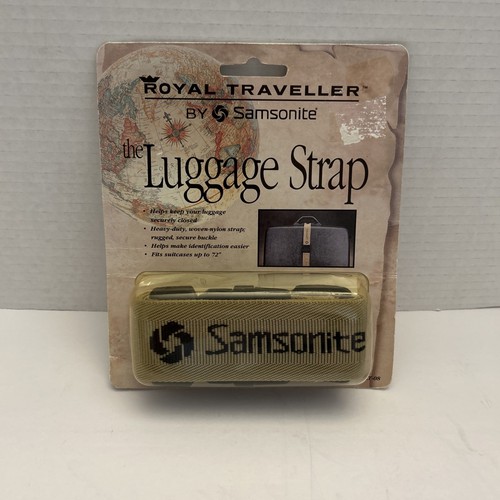 ROYAL TRAVELLER™
BY Samsonite®
the Luggage Strap
• Helps keep your luggage
securely closed
• Heavy-duty, woven-nylon strap;
rugged, secure buckle
• Helps make identification easier
• Fits suitcases up to 72"
Samsonite